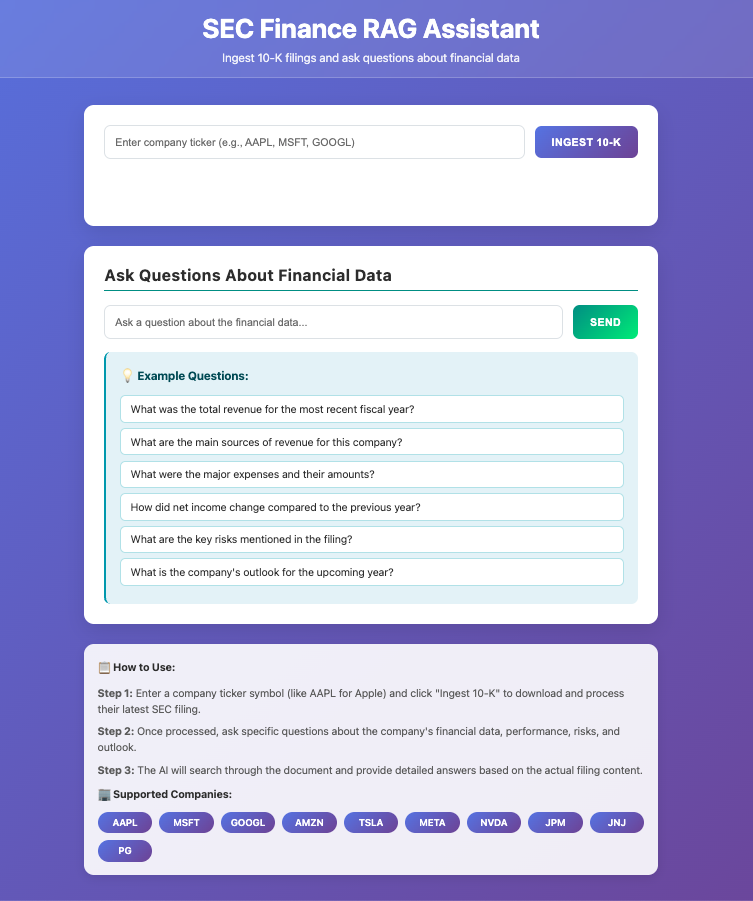 SEC Finance RAG Assistant
Ingest 10-K filings and ask questions about financial data
Enter company ticker (e.g., AAPL, MSFT, GOOGL)
INGEST 10-K
Ask Questions About Financial Data
Ask a question about the financial data...
SEND
💡 Example Questions:
What was the total revenue for the most recent fiscal year?
What are the main sources of revenue for this company?
What were the major expenses and their amounts?
How did net income change compared to the previous year?
What are the key risks mentioned in the filing?
What is the company's outlook for the upcoming year?
📋 How to Use:
Step 1: Enter a company ticker symbol (like AAPL for Apple) and click "Ingest 10-K" to download and process
their latest SEC filing.
Step 2: Once processed, ask specific questions about the company's financial data, performance, risks, and
outlook.
Step 3: The AI will search through the document and provide detailed answers based on the actual filing content.
🏢 Supported Companies:
AAPL MSFT GOOGL AMZN TSLA META NVDA JPM JNJ
PG